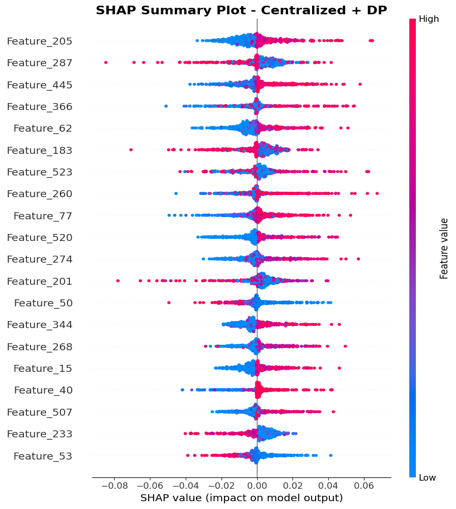 SHAP Summary Plot - Centralized + DP
High
Feature_205
Feature_287
Feature_445
Feature_366
Feature_62
Feature_183
Feature_523
Feature_260
Feature_77
Feature_520
Feature_274
Feature_201
Feature_50
Feature_344
Feature_268
Feature_15
Feature_40
Feature_507
Feature_233
Feature_53
Feature value
Low
−0.08 −0.06 −0.04 −0.02 0.00 0.02 0.04 0.06
SHAP value (impact on model output)